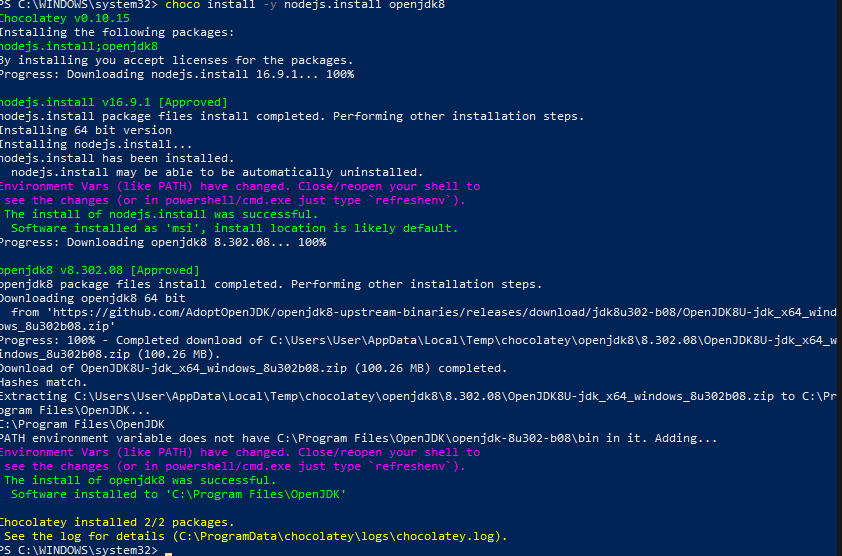 PS C:\WINDOWS\system32> choco install -y nodejs.install openjdk8
Chocolatey v0.10.15
Installing the following packages:
nodejs.install;openjdk8
By installing you accept licenses for the packages.
Progress: Downloading nodejs.install 16.9.1... 100%
nodejs.install v16.9.1 [Approved]
nodejs.install package files install completed. Performing other installation steps.
Installing 64 bit version
Installing nodejs.install...
nodejs.install has been installed.
  nodejs.install may be able to be automatically uninstalled.
Environment Vars (like PATH) have changed. Close/reopen your shell to
 see the changes (or in powershell/cmd.exe just type `refreshenv`).
 The install of nodejs.install was successful.
  Software installed as 'msi', install location is likely default.
Progress: Downloading openjdk8 8.302.08... 100%
openjdk8 v8.302.08 [Approved]
openjdk8 package files install completed. Performing other installation steps.
Downloading openjdk8 64 bit
  from 'https://github.com/AdoptOpenJDK/openjdk8-upstream-binaries/releases/download/jdk8u302-b08/OpenJDK8U-jdk_x64_wind
ows_8u302b08.zip'
Progress: 100% - Completed download of C:\Users\User\AppData\Local\Temp\chocolatey\openjdk8\8.302.08\OpenJDK8U-jdk_x64_w
indows_8u302b08.zip (100.26 MB).
Download of OpenJDK8U-jdk_x64_windows_8u302b08.zip (100.26 MB) completed.
Hashes match.
Extracting C:\Users\User\AppData\Local\Temp\chocolatey\openjdk8\8.302.08\OpenJDK8U-jdk_x64_windows_8u302b08.zip to C:\Pr
ogram Files\OpenJDK...
C:\Program Files\OpenJDK
PATH environment variable does not have C:\Program Files\OpenJDK\openjdk-8u302-b08\bin in it. Adding...
Environment Vars (like PATH) have changed. Close/reopen your shell to
 see the changes (or in powershell/cmd.exe just type `refreshenv`).
 The install of openjdk8 was successful.
  Software installed to 'C:\Program Files\OpenJDK'
Chocolatey installed 2/2 packages.
 See the log for details (C:\ProgramData\chocolatey\logs\chocolatey.log).
PS C:\WINDOWS\system32>